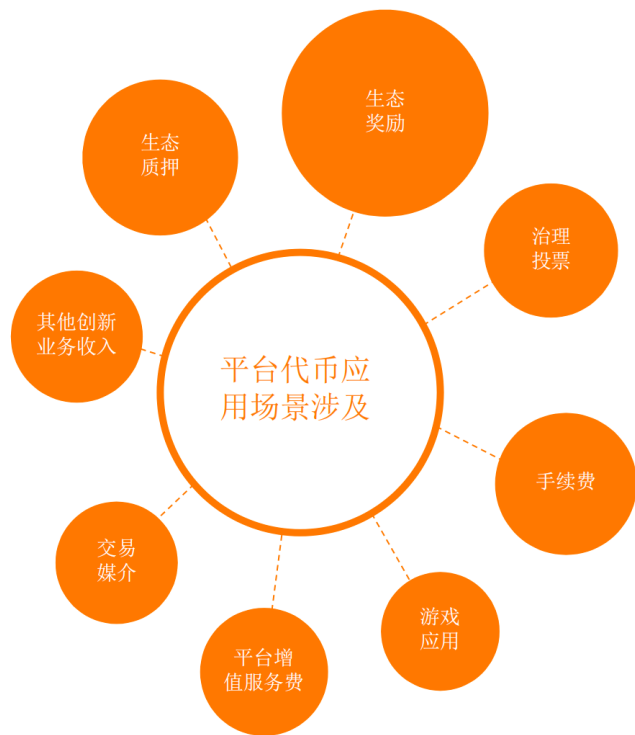 生态
奖励
生态
质押
治理
投票
其他创新
业务收入
平台代币应
用场景涉及
手续费
交易
媒介
游戏
应用
平台增
值服务费